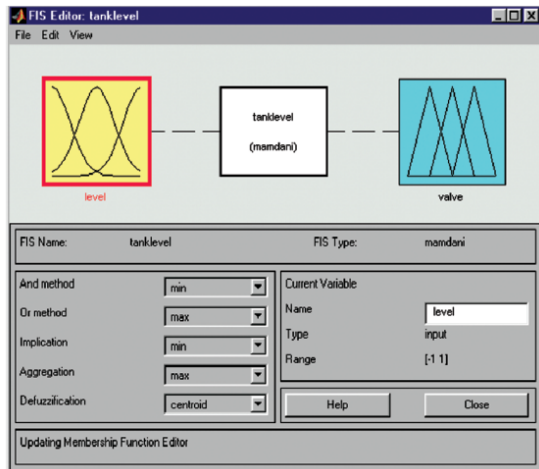 FIS Editor: tanklevel
File Edit View
tanklevel
(mamdani)
level
valve
FIS Name: tanklevel FIS Type: mamdani
And method min
Or method max
Implication min
Aggregation max
Defuzzification centroid
Current Variable
Name level
Type input
Range [-1 1]
Help Close
Updating Membership Function Editor